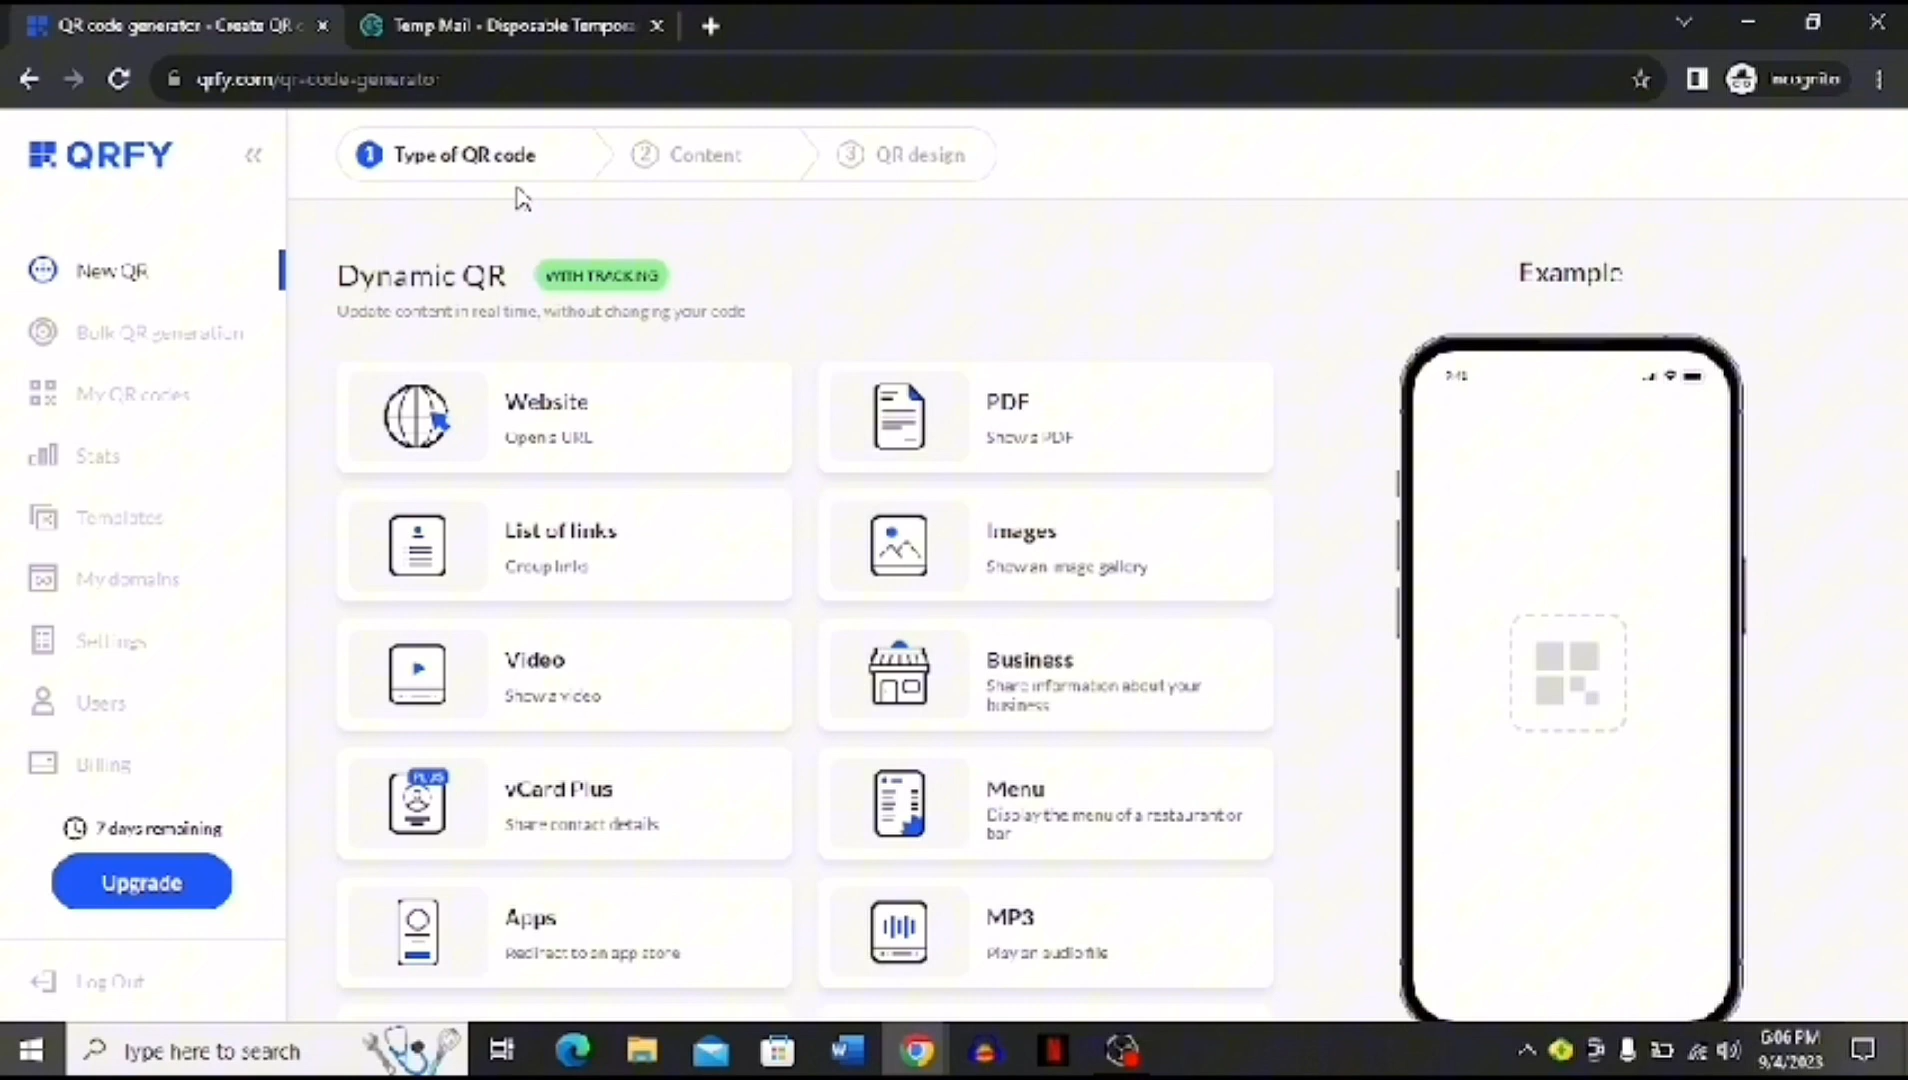 QR code generator - Create QR c
Temp Mail - Disposable Tempora
qrfy.com/qr-code-generator
Incognito
QRFY
1 Type of QR code
2 Content
3 QR design
New QR
Bulk QR generation
My QR codes
Stats
Templates
My domains
Settings
Users
Billing
7 days remaining
Upgrade
Log Out
Dynamic QR
WITH TRACKING
Update content in real time, without changing your code
Website
Open a URL
PDF
Show a PDF
List of links
Group links
Images
Show an image gallery
Video
Show a video
Business
Share information about your
business
PLUS
vCard Plus
Share contact details
Menu
Display the menu of a restaurant or
bar
Apps
Redirect to an app store
MP3
Play an audio file
Example
9:41
Type here to search
6:06 PM
9/4/2023